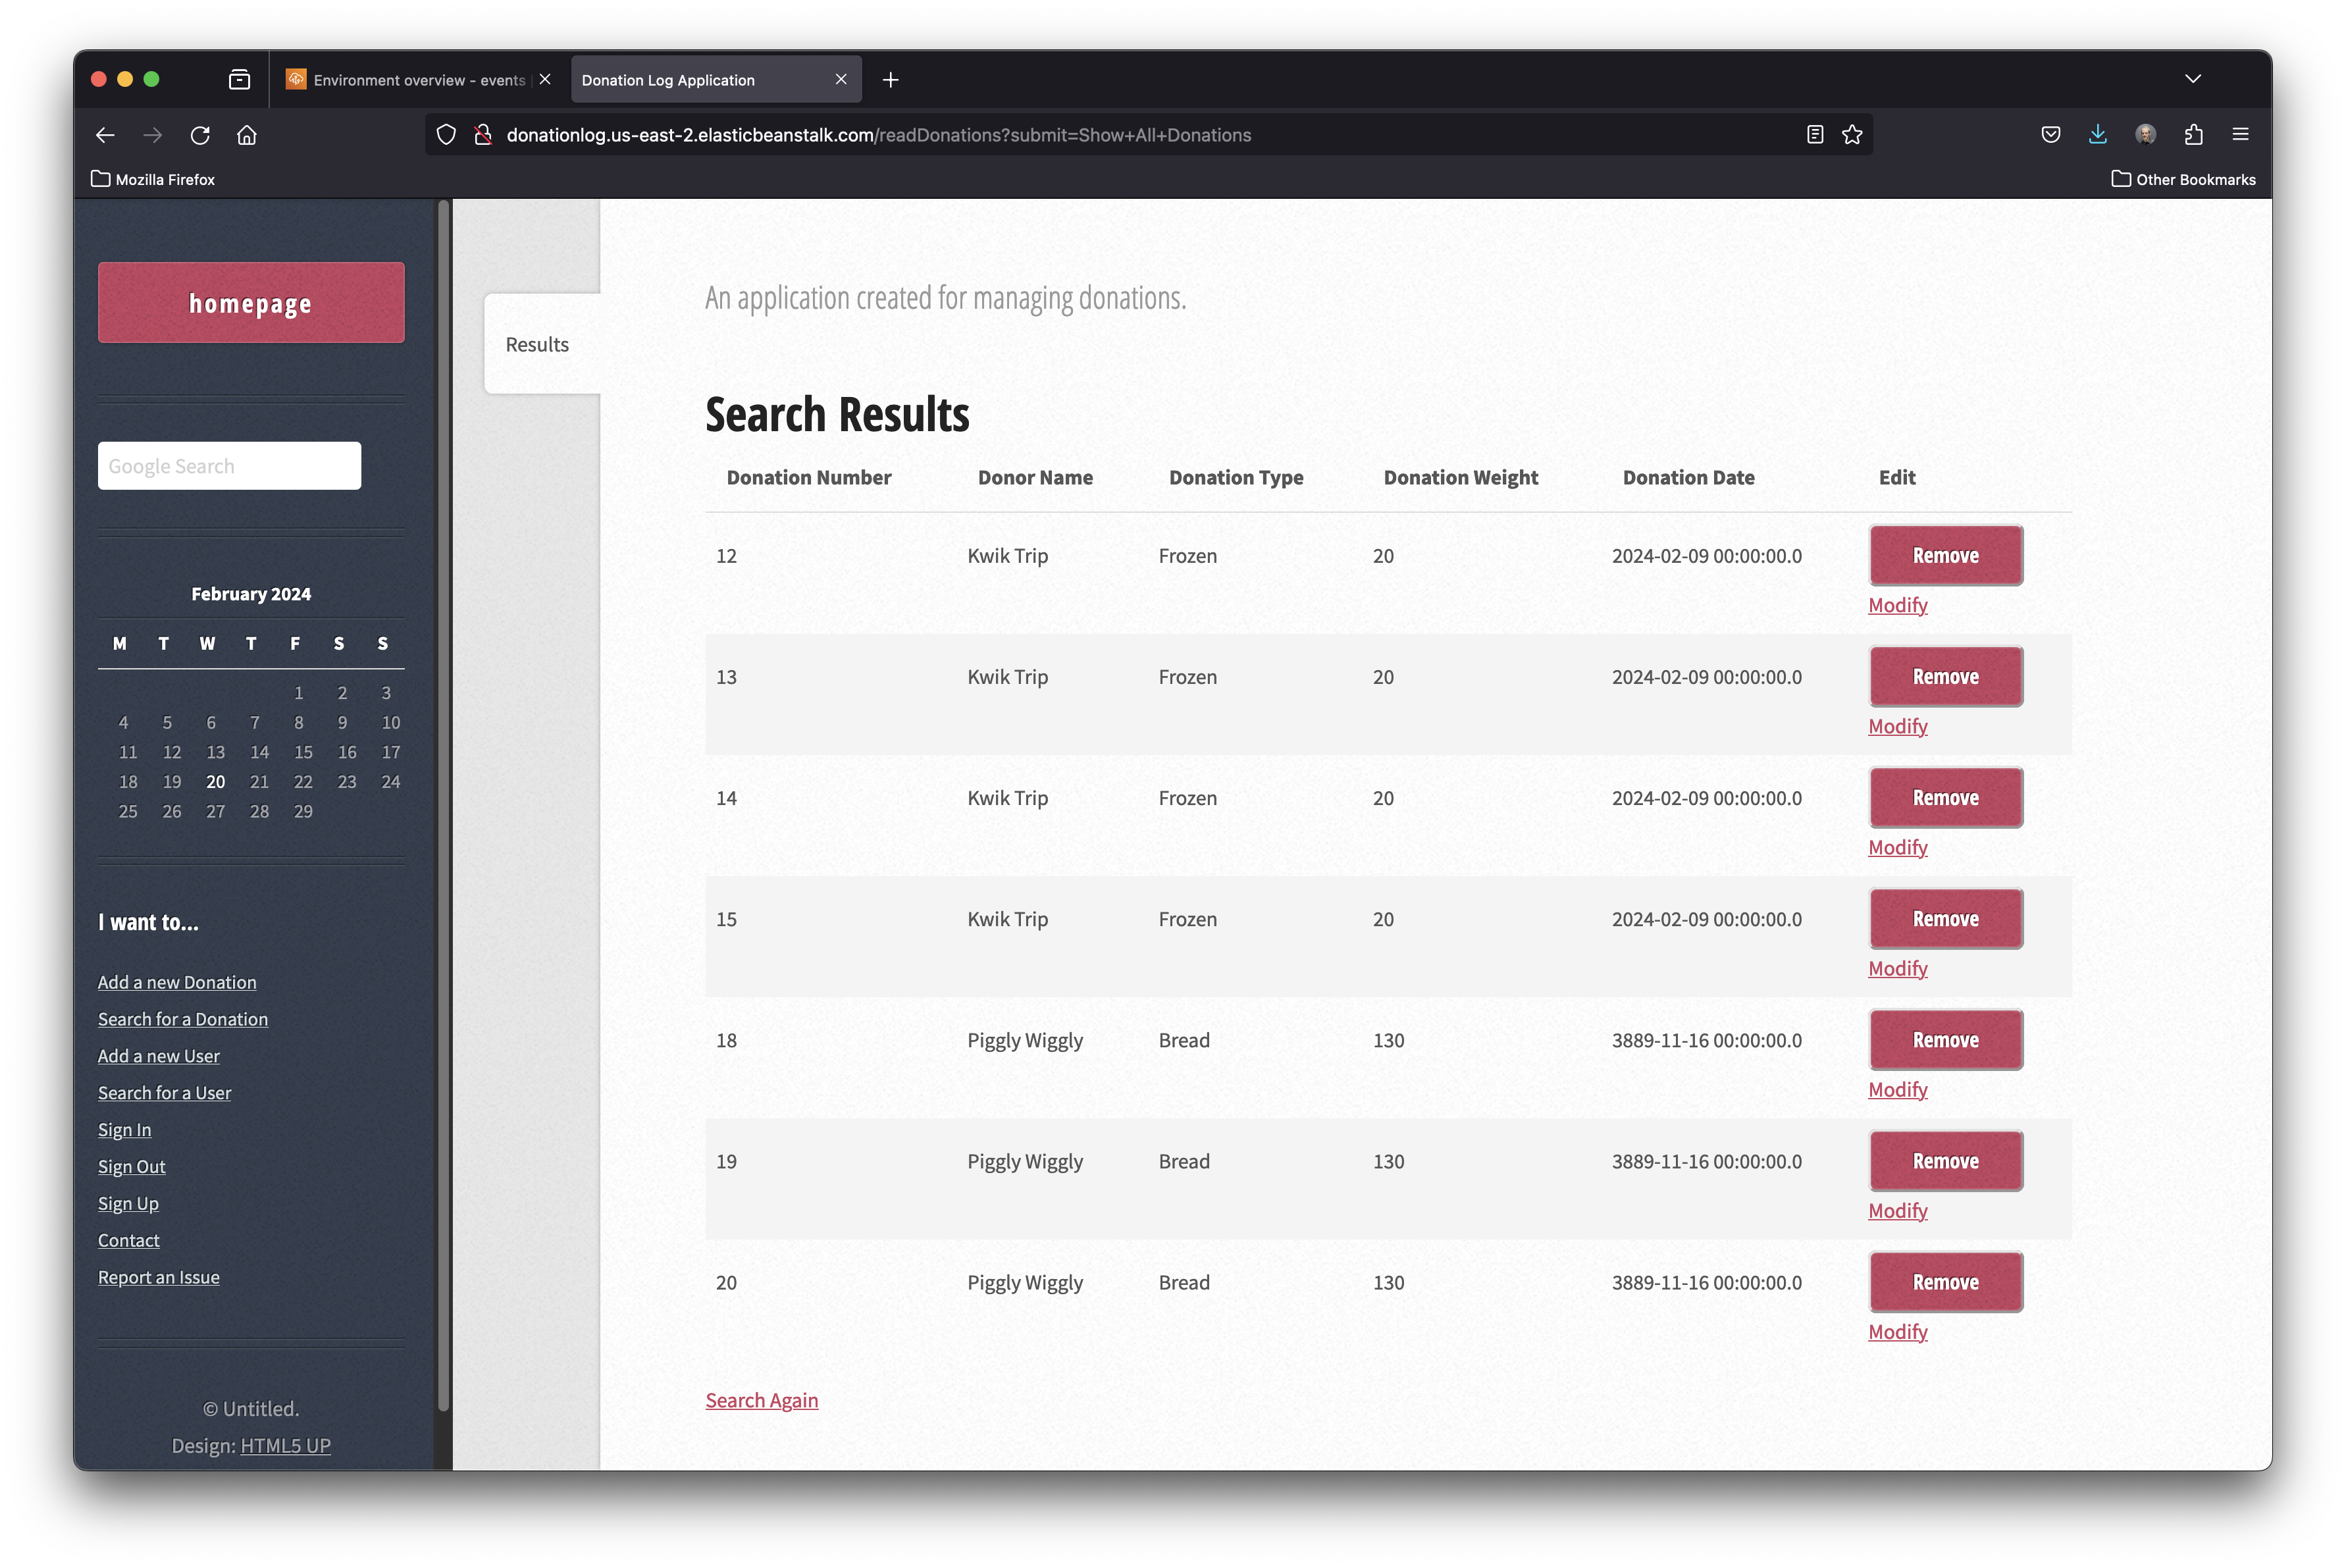 Environment overview - events
Donation Log Application
donationlog.us-east-2.elasticbeanstalk.com/readDonations?submit=Show+All+Donations
Mozilla Firefox
Other Bookmarks
homepage
Google Search
February 2024
M T W T F S S
1 2 3
4 5 6 7 8 9 10
11 12 13 14 15 16 17
18 19 20 21 22 23 24
25 26 27 28 29
I want to...
Add a new Donation
Search for a Donation
Add a new User
Search for a User
Sign In
Sign Out
Sign Up
Contact
Report an Issue
© Untitled.
Design: HTML5 UP
Results
An application created for managing donations.
Search Results
Donation Number Donor Name Donation Type Donation Weight Donation Date Edit
12 Kwik Trip Frozen 20 2024-02-09 00:00:00.0 Remove
Modify
13 Kwik Trip Frozen 20 2024-02-09 00:00:00.0 Remove
Modify
14 Kwik Trip Frozen 20 2024-02-09 00:00:00.0 Remove
Modify
15 Kwik Trip Frozen 20 2024-02-09 00:00:00.0 Remove
Modify
18 Piggly Wiggly Bread 130 3889-11-16 00:00:00.0 Remove
Modify
19 Piggly Wiggly Bread 130 3889-11-16 00:00:00.0 Remove
Modify
20 Piggly Wiggly Bread 130 3889-11-16 00:00:00.0 Remove
Modify
Search Again